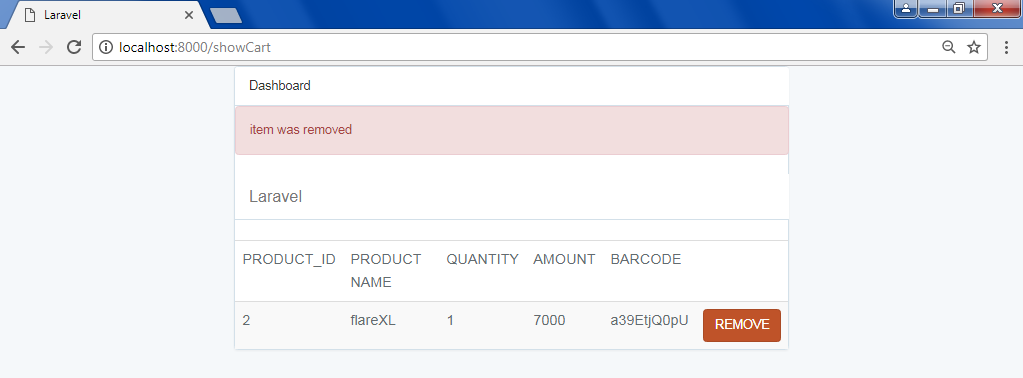 Laravel
localhost:8000/showCart
Dashboard
item was removed
Laravel
PRODUCT_ID PRODUCT NAME QUANTITY AMOUNT BARCODE
2 flareXL 1 7000 a39EtjQ0pU REMOVE